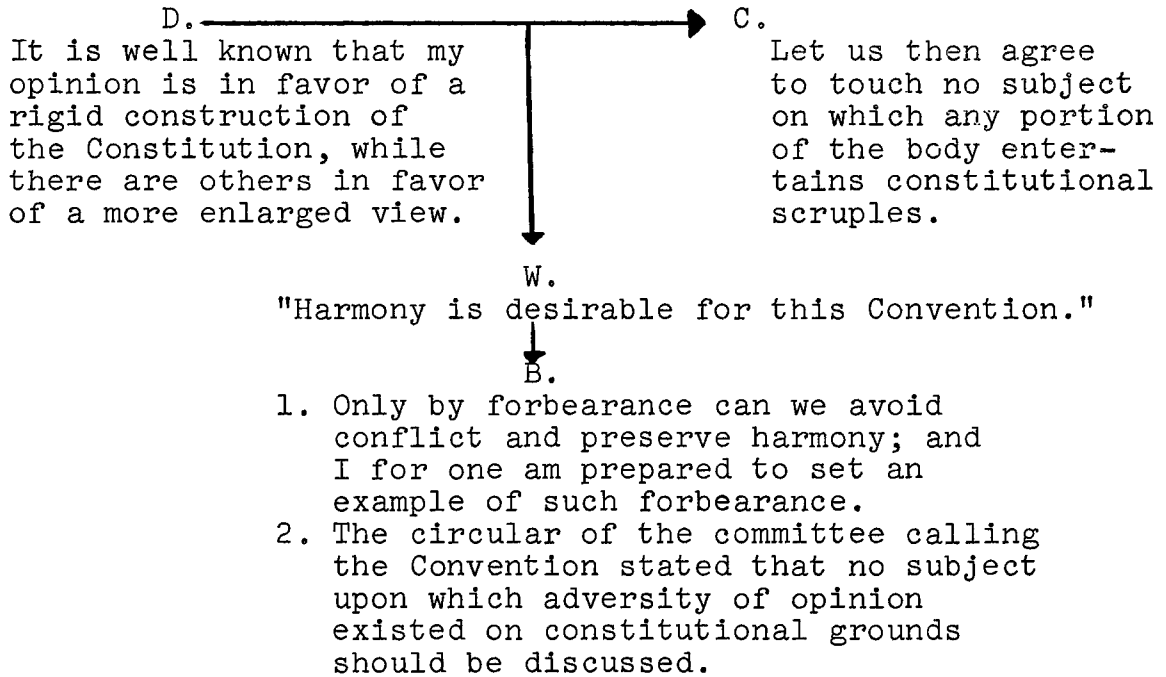 D.
It is well known that my
opinion is in favor of a
rigid construction of
the Constitution, while
there are others in favor
of a more enlarged view.
C.
Let us then agree
to touch no subject
on which any portion
of the body enter-
tains constitutional
scruples.
W.
"Harmony is desirable for this Convention."
B.
1. Only by forbearance can we avoid
conflict and preserve harmony; and
I for one am prepared to set an
example of such forbearance.
2. The circular of the committee calling
the Convention stated that no subject
upon which adversity of opinion
existed on constitutional grounds
should be discussed.